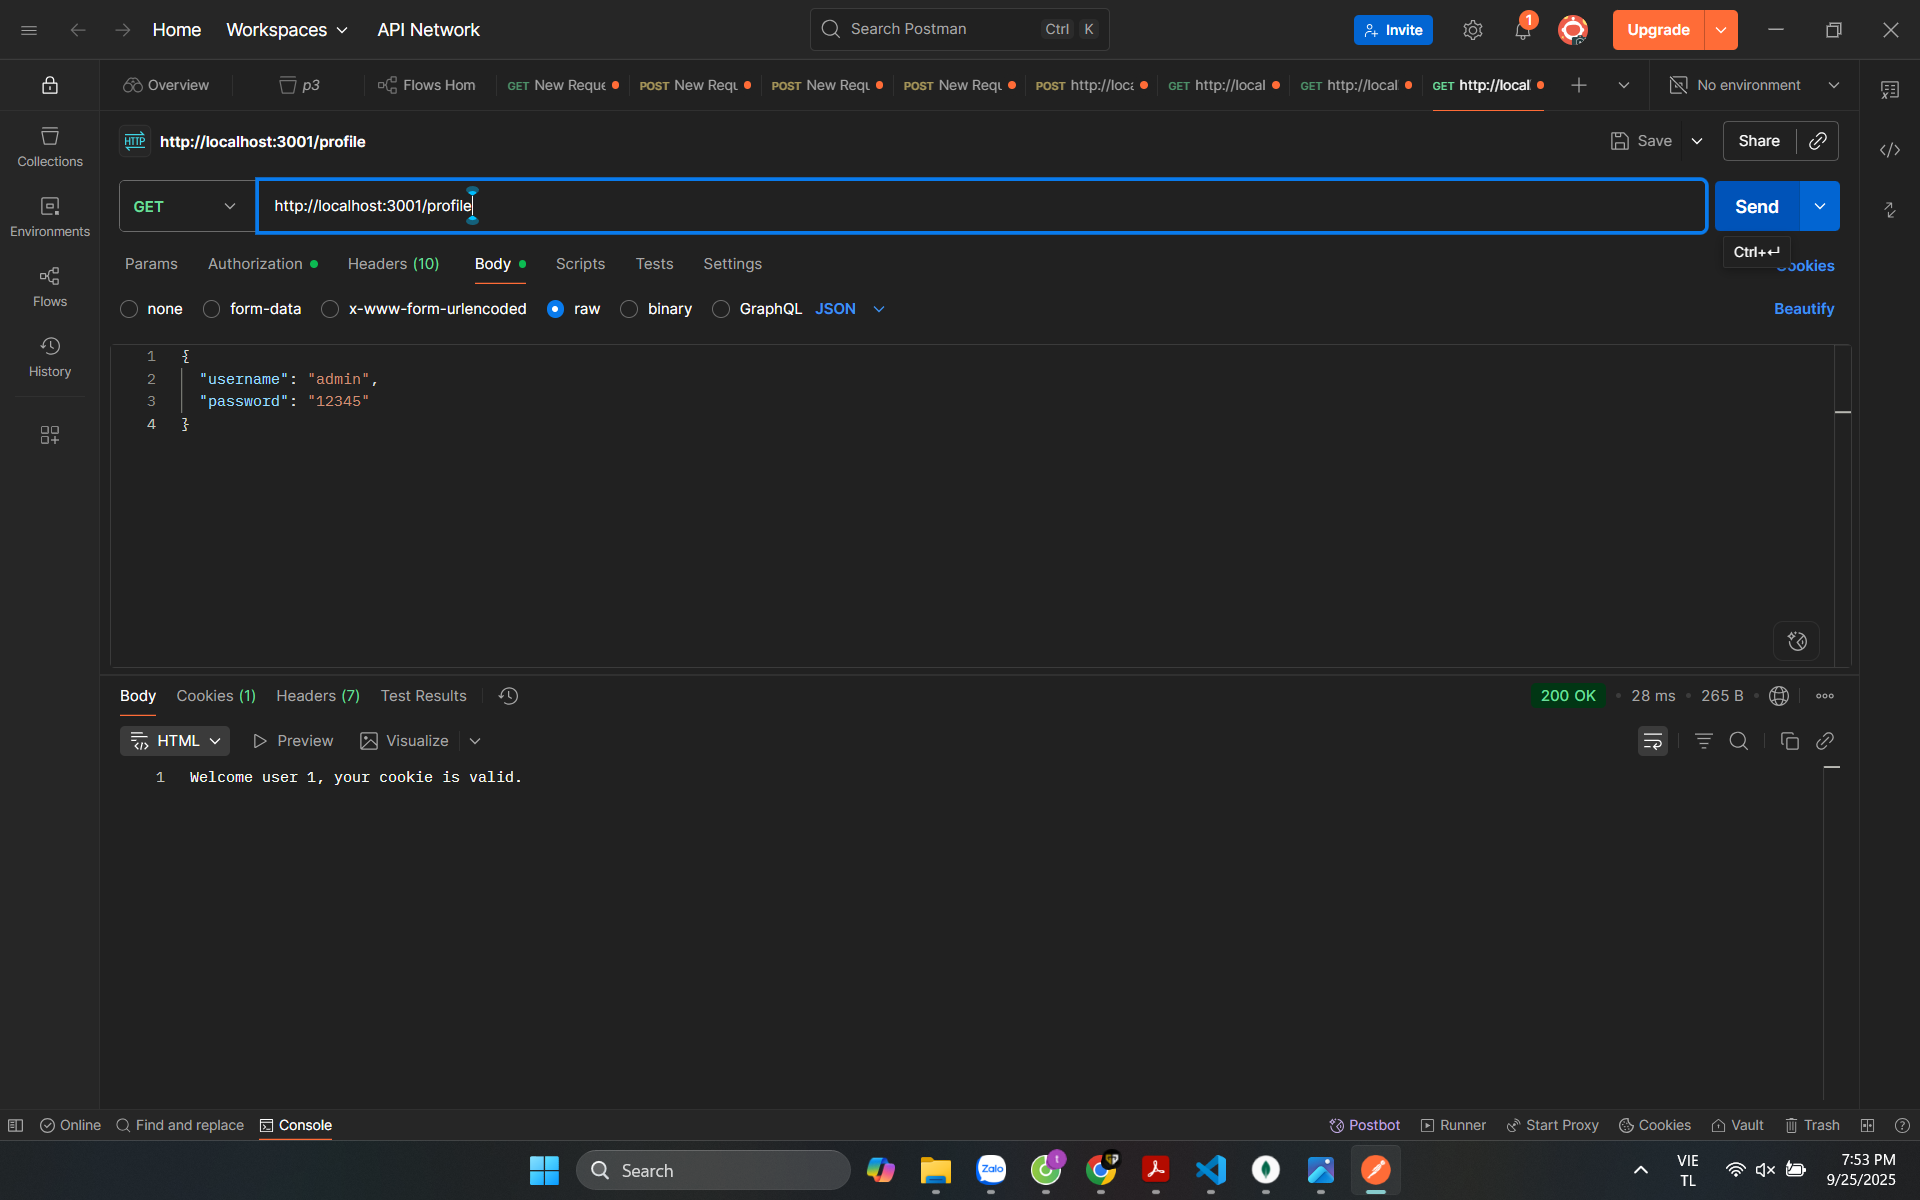 Home Workspaces API Network Search Postman Ctrl K Invite 1 Upgrade
Overview p3 Flows Hom GET New Reque POST New Requ POST New Requ POST New Requ POST http://loca GET http://local GET http://local GET http://local No environment
HTTP http://localhost:3001/profile Save Share
GET http://localhost:3001/profile Send
Ctrl+↵
Params Authorization Headers (10) Body Scripts Tests Settings Cookies
none form-data x-www-form-urlencoded raw binary GraphQL JSON Beautify
Collections
Environments
Flows
History
1 {
2 "username": "admin",
3 "password": "12345"
4 }
Body Cookies (1) Headers (7) Test Results 200 OK • 28 ms • 265 B •
HTML Preview Visualize
1 Welcome user 1, your cookie is valid.
Online Find and replace Console Postbot Runner Start Proxy Cookies Vault Trash
Search Zalo t VIE 7:53 PM
TL 9/25/2025